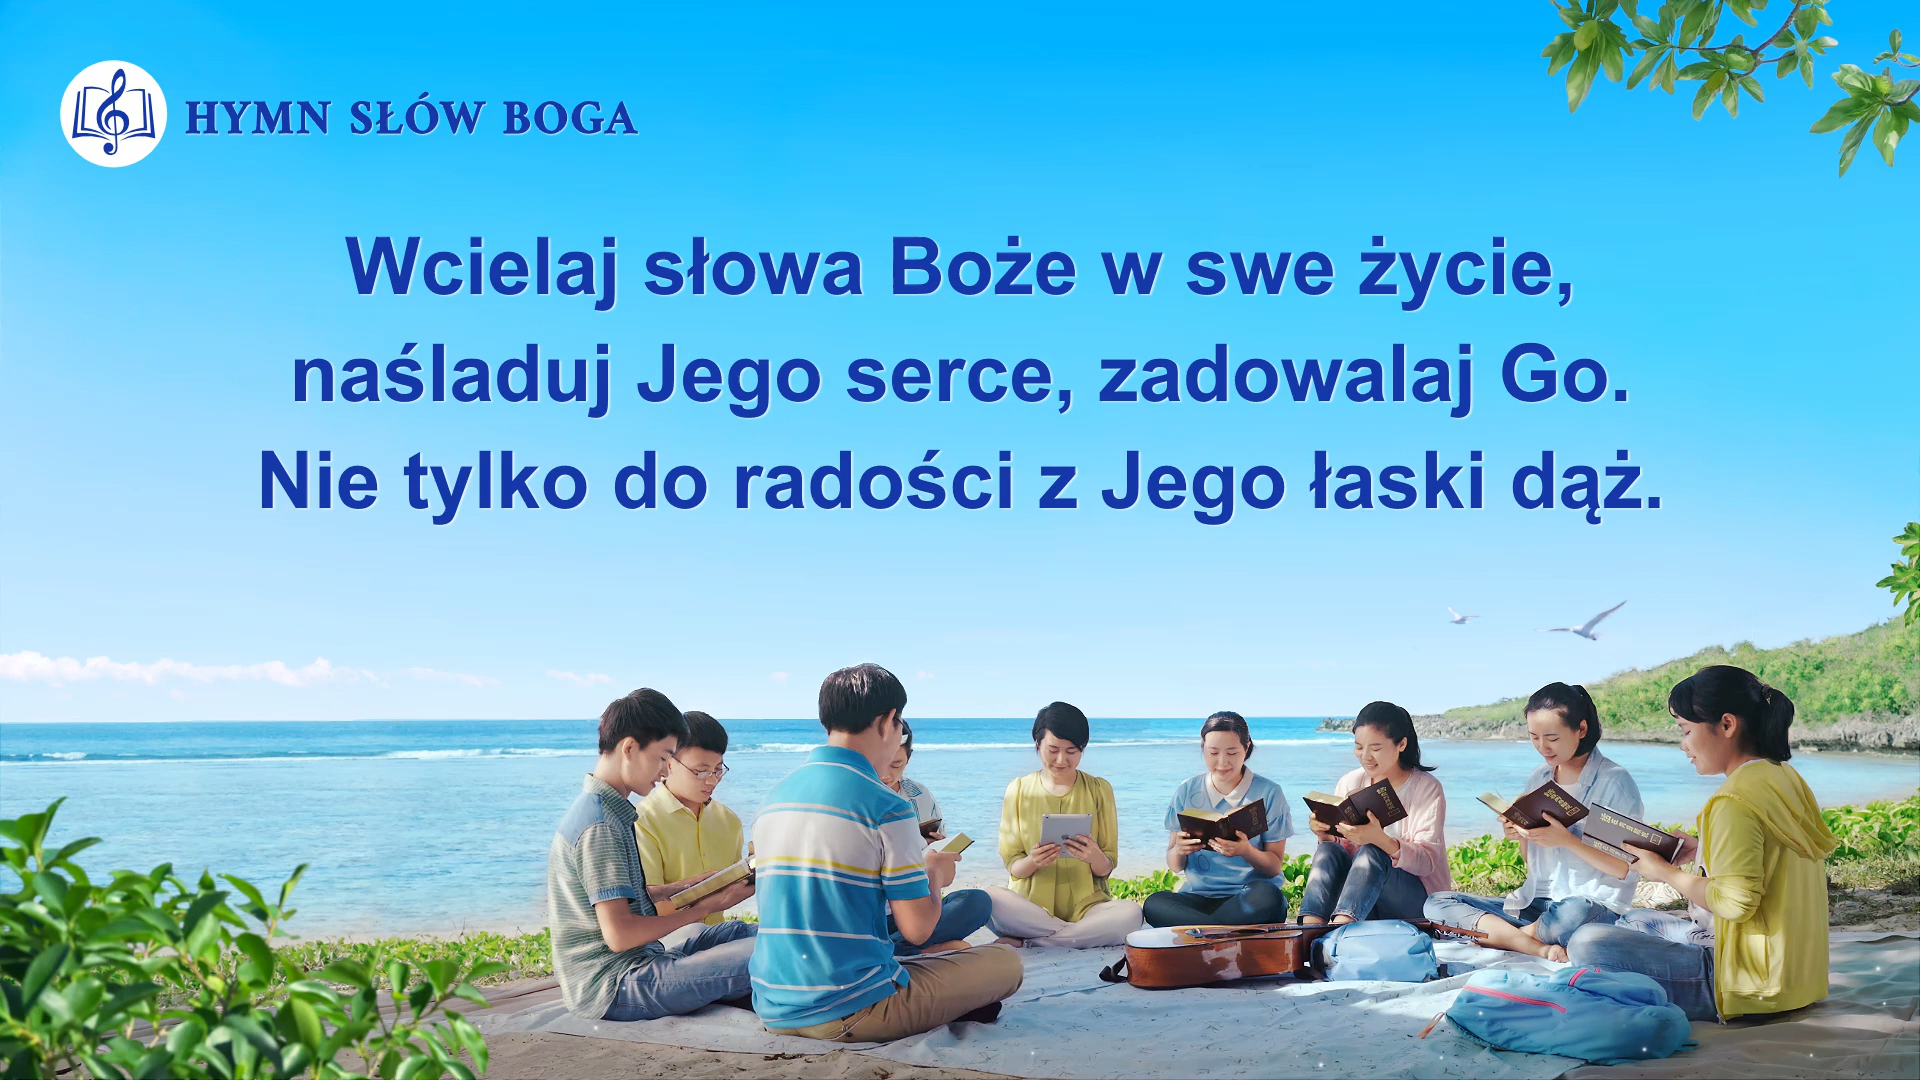 HYMN SŁÓW BOGA
Wcielaj słowa Boże w swe życie,
naśladuj Jego serce, zadowalaj Go.
Nie tylko do radości z Jego łaski dąż.